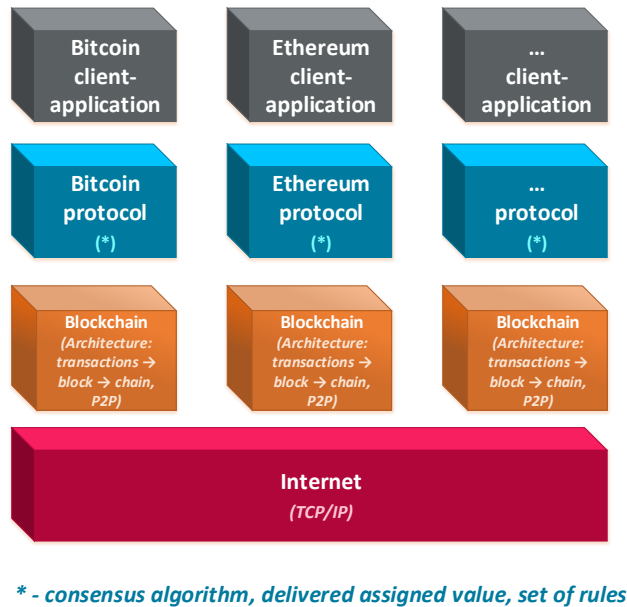 Bitcoin
client-
application
Ethereum
client-
application
...
client-
application
Bitcoin
protocol
(*)
Ethereum
protocol
(*)
...
protocol
(*)
Blockchain
(Architecture:
transactions →
block → chain,
P2P)
Blockchain
(Architecture:
transactions →
block → chain,
P2P)
Blockchain
(Architecture:
transactions →
block → chain,
P2P)
Internet
(TCP/IP)
* - consensus algorithm, delivered assigned value, set of rules